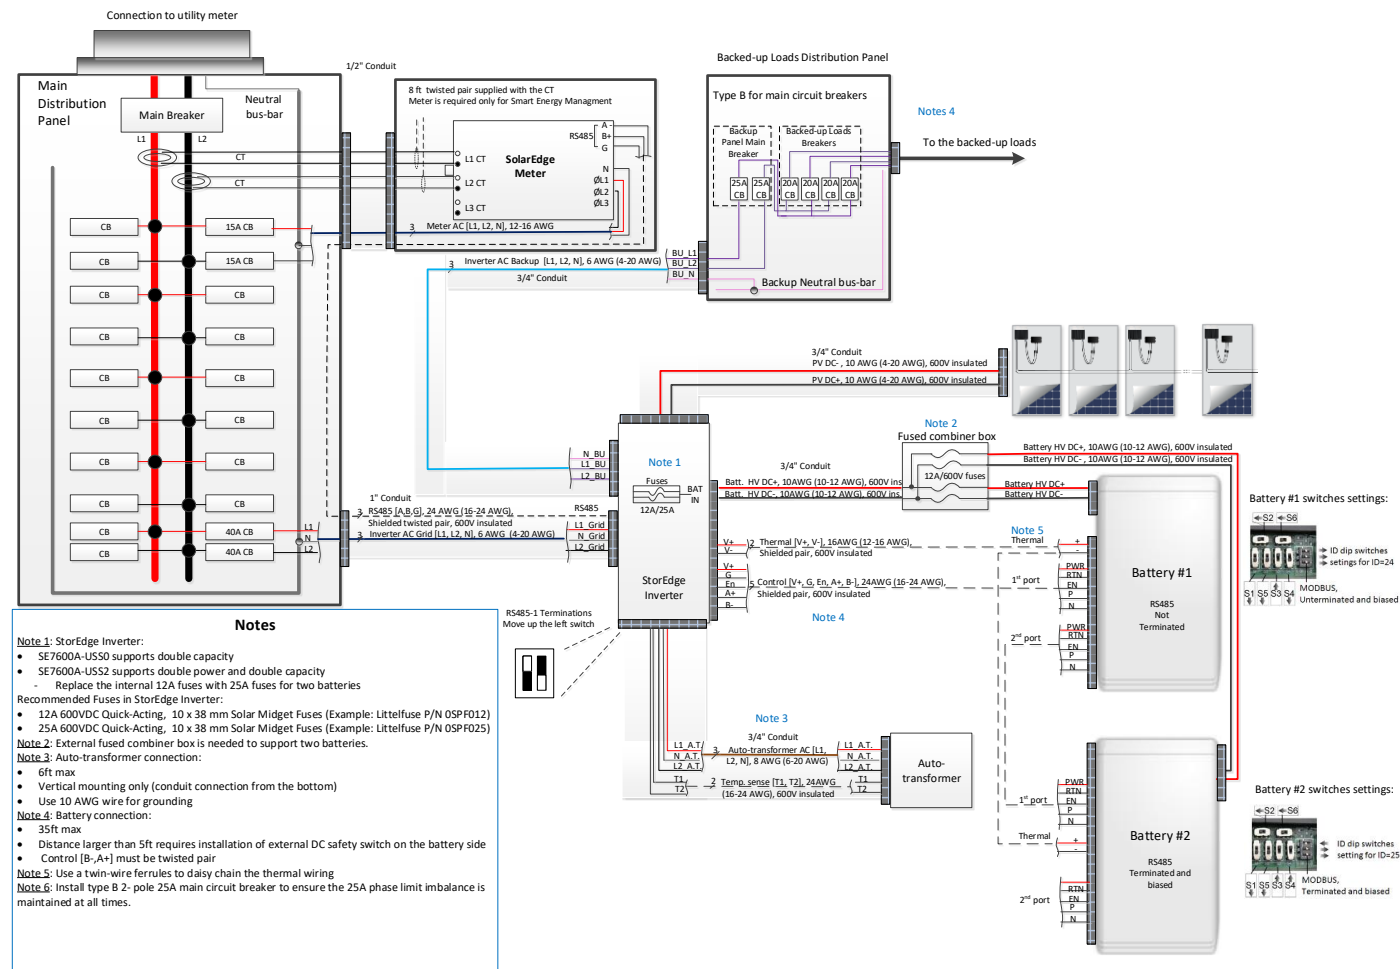 Connection to utility meter
Main
Distribution
Panel
Main Breaker
Neutral
bus-bar
L1
L2
CT
CT
CB
15A CB
15A CB
CB
CB
CB
CB
CB
CB
CB
CB
CB
CB
CB
CB
CB
CB
40A CB
CB
40A CB
L1
N
L2
1/2" Conduit
8 ft twisted pair supplied with the CT
Meter is required only for Smart Energy Managment
SolarEdge
Meter
L1 CT
L2 CT
L3 CT
RS485
A -
B+
G
N
ØL1
ØL2
ØL3
3
Meter AC [L1, L2, N], 12-16 AWG
Backed-up Loads Distribution Panel
Type B for main circuit breakers
Backup
Panel Main
Breaker
Backed-up Loads
Breakers
25A
CB
25A
CB
20A
CB
20A
CB
20A
CB
20A
CB
Notes 4
To the backed-up loads
BU_L1
BU_L2
BU_N
Backup Neutral bus-bar
3
Inverter AC Backup [L1, L2, N], 6 AWG (4-20 AWG)
3/4" Conduit
3/4" Conduit
PV DC- , 10 AWG (4-20 AWG), 600V insulated
PV DC+, 10 AWG (4-20 AWG), 600V insulated
N_BU
L1_BU
L2_BU
Note 1
Fuses
12A/25A
BAT
IN
StorEdge
Inverter
1" Conduit
3
RS485 [A,B,G], 24 AWG (16-24 AWG),
Shielded twisted pair, 600V insulated
RS485
3
Inverter AC Grid [L1, L2, N], 6 AWG (4-20 AWG)
L1_Grid
N_Grid
L2_Grid
3/4" Conduit
Batt. HV DC+, 10AWG (10-12 AWG), 600V ins
Batt. HV DC-, 10AWG (10-12 AWG), 600V ins.
Note 2
Fused combiner box
12A/600V fuses
Battery HV DC+, 10AWG (10-12 AWG), 600V insulated
Battery HV DC- , 10AWG (10-12 AWG), 600V insulated
Battery HV DC+
Battery HV DC-
V+
V-
2
Thermal [V+, V-], 16AWG (12-16 AWG),
Shielded pair, 600V insulated
V+
G
En
A+
B-
5
Control [V+, G, En, A+, B-], 24AWG (16-24 AWG),
Shielded pair, 600V insulated
Note 4
Note 5
Thermal
+
-
1st port
PWR
RTN
EN
P
N
2nd port
PWR
RTN
EN
P
N
Battery #1
RS485
Not
Terminated
Battery #1 switches settings:
S2
S6
ID dip switches
setings for ID=24
S1 S5 S3 S4
MODBUS,
Unterminated and biased
RS485-1 Terminations
Move up the left switch
Note 3
3/4" Conduit
L1_A.T.
N_A.T.
L2_A.T.
3
Auto-transformer AC [L1,
L2, N], 8 AWG (6-20 AWG)
L1_A.T.
N_A.T.
L2_A.T.
T1
T2
2
Temp. sense [T1, T2], 24AWG
(16-24 AWG), 600V insulated
T1
T2
Auto-
transformer
1st port
PWR
RTN
EN
P
N
Thermal
+
-
2nd port
RTN
EN
P
N
Battery #2
RS485
Terminated and
biased
Battery #2 switches settings:
S2
S6
ID dip switches
setting for ID=25
S1 S5 S3 S4
MODBUS,
Terminated and biased
Notes
Note 1: StorEdge Inverter:
• SE7600A-USS0 supports double capacity
• SE7600A-USS2 supports double power and double capacity
- Replace the internal 12A fuses with 25A fuses for two batteries
Recommended Fuses in StorEdge Inverter:
• 12A 600VDC Quick-Acting, 10 x 38 mm Solar Midget Fuses (Example: Littelfuse P/N 0SPF012)
• 25A 600VDC Quick-Acting, 10 x 38 mm Solar Midget Fuses (Example: Littelfuse P/N 0SPF025)
Note 2: External fused combiner box is needed to support two batteries.
Note 3: Auto-transformer connection:
• 6ft max
• Vertical mounting only (conduit connection from the bottom)
• Use 10 AWG wire for grounding
Note 4: Battery connection:
• 35ft max
• Distance larger than 5ft requires installation of external DC safety switch on the battery side
• Control [B-,A+] must be twisted pair
Note 5: Use a twin-wire ferrules to daisy chain the thermal wiring
Note 6: Install type B 2- pole 25A main circuit breaker to ensure the 25A phase limit imbalance is
maintained at all times.